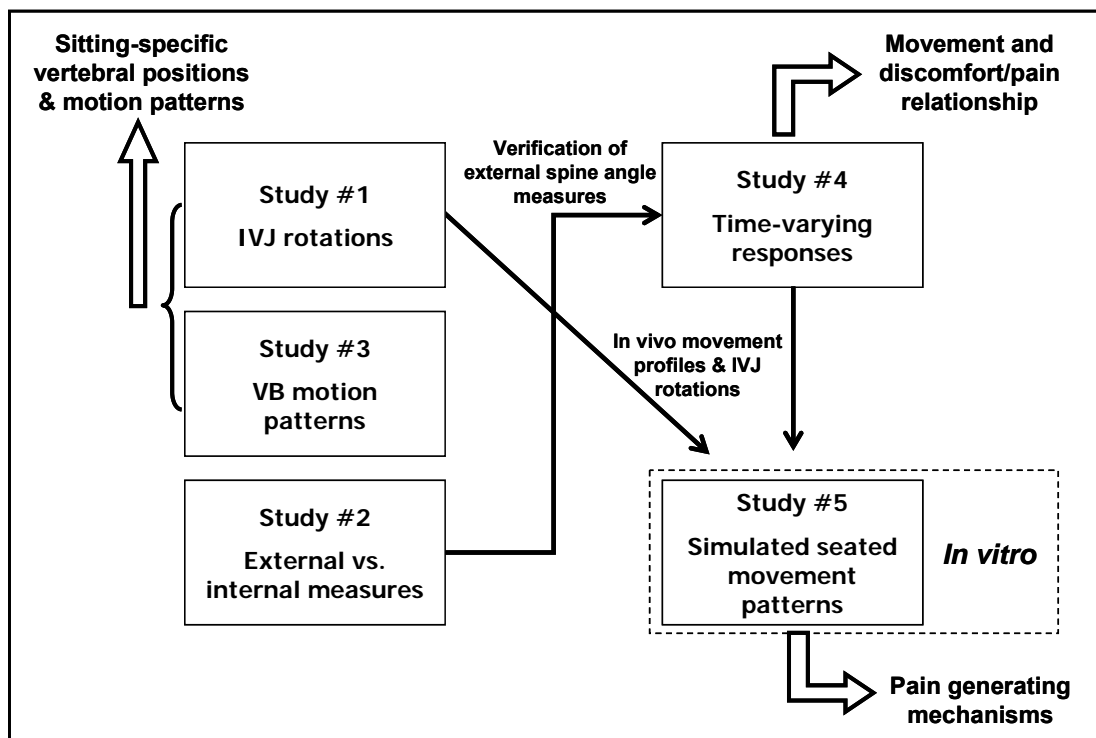 Sitting-specific
vertebral positions
& motion patterns
Movement and
discomfort/pain
relationship
Study #1
IVJ rotations
Verification of
external spine angle
measures
Study #4
Time-varying
responses
Study #3
VB motion
patterns
In vivo movement
profiles & IVJ
rotations
Study #2
External vs.
internal measures
Study #5
Simulated seated
movement
patterns
In vitro
Pain generating
mechanisms